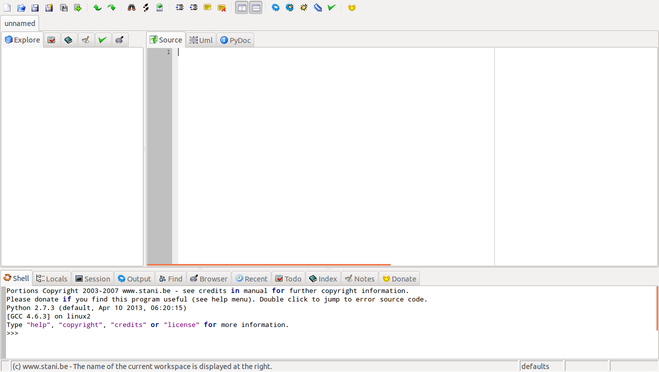 unnamed
Explore
Source Uml PyDoc
1
Shell Locals Session Output Find Browser Recent Todo Index Notes Donate
Portions Copyright 2003-2007 www.stani.be - see credits in manual for further copyright information.
Please donate if you find this program useful (see help menu). Double click to jump to error source code.
Python 2.7.3 (default, Apr 10 2013, 06:20:15)
[GCC 4.6.3] on linux2
Type "help", "copyright", "credits" or "license" for more information.
>>>
(c) www.stani.be - The name of the current workspace is displayed at the right. defaults